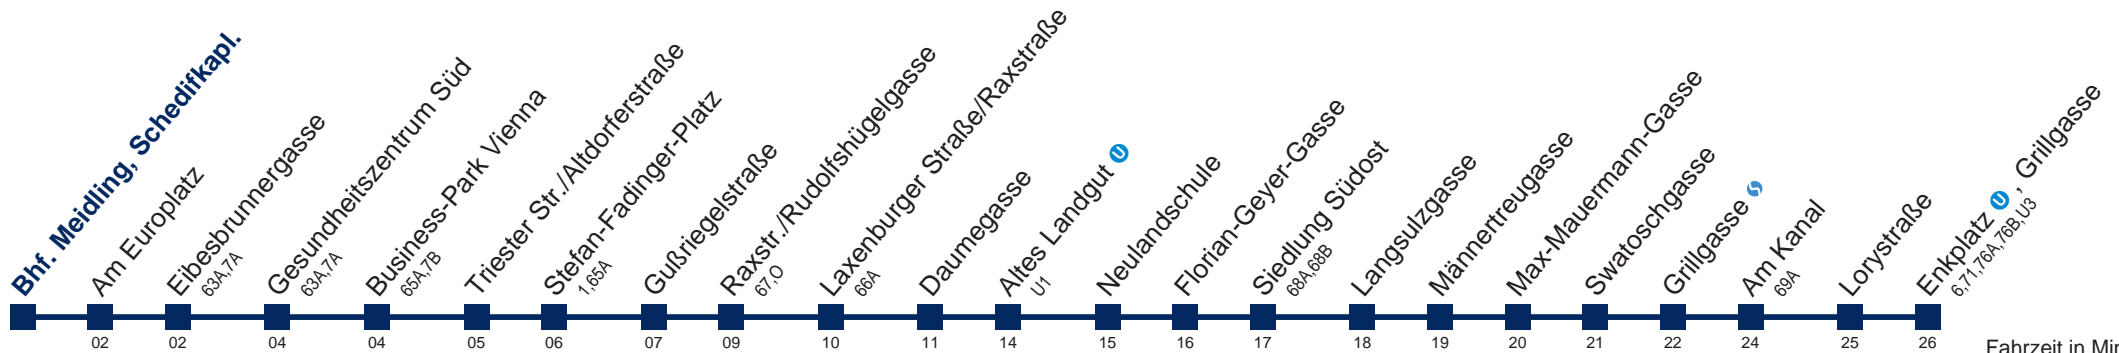 Bhf. Meidling, Schedifkapl.
Am Europlatz
02
Eibesbrunnergasse
63A,7A
02
Gesundheitszentrum Süd
63A,7A
04
Business-Park Vienna
65A,7B
04
Triester Str./Altdorferstraße
05
Stefan-Fadinger-Platz
1,65A
06
Gußriegelstraße
07
Raxstr./Rudolfshügelgasse
67,O
09
Laxenburger Straße/Raxstraße
66A
10
Daumegasse
11
Altes Landgut U
U1
14
Neulandschule
15
Florian-Geyer-Gasse
16
Siedlung Südost
68A,68B
17
Langsulzgasse
18
Männertreugasse
19
Max-Mauermann-Gasse
20
Swatoschgasse
21
Grillgasse
22
Am Kanal
69A
24
Lorystraße
25
Enkplatz U , Grillgasse
6,71,76A,76B,U3
26
Fahrzeit in Min